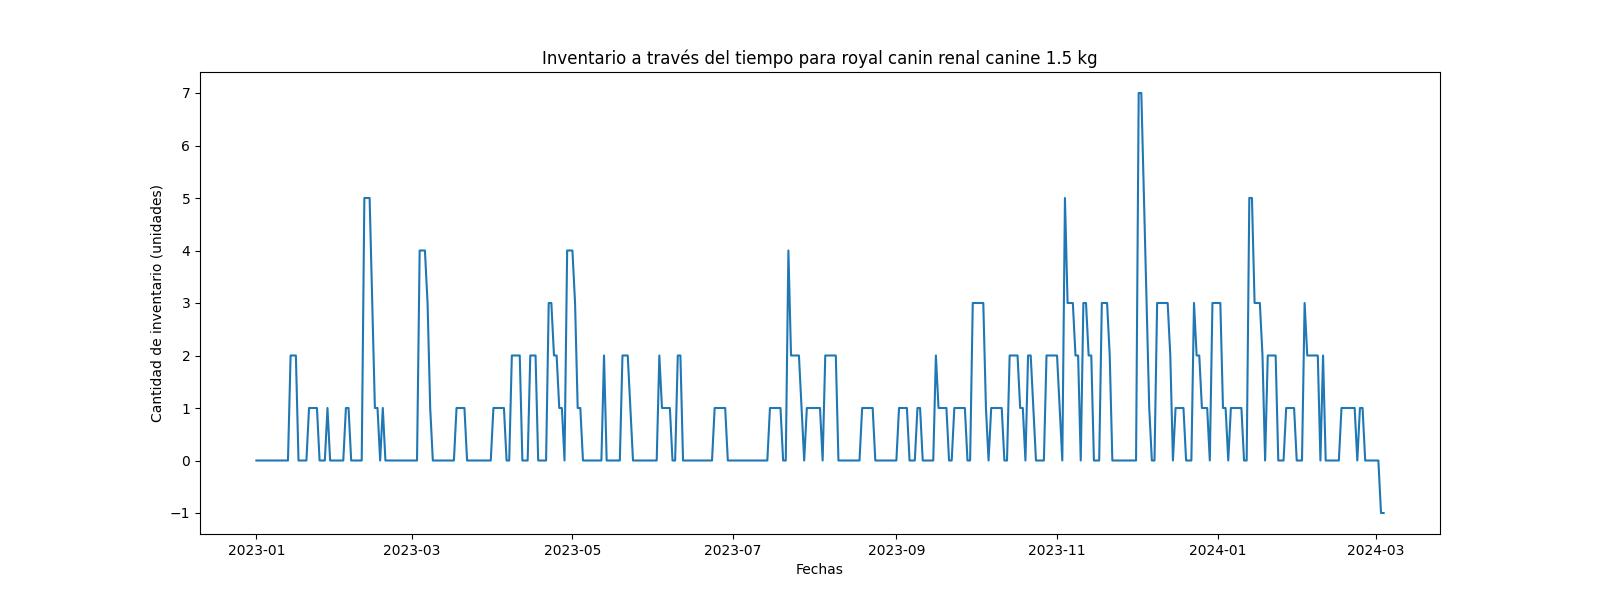 Inventario a través del tiempo para royal canin renal canine 1.5 kg
Cantidad de inventario (unidades)
7
6
5
4
3
2
1
0
−1
2023-01 2023-03 2023-05 2023-07 2023-09 2023-11 2024-01 2024-03
Fechas